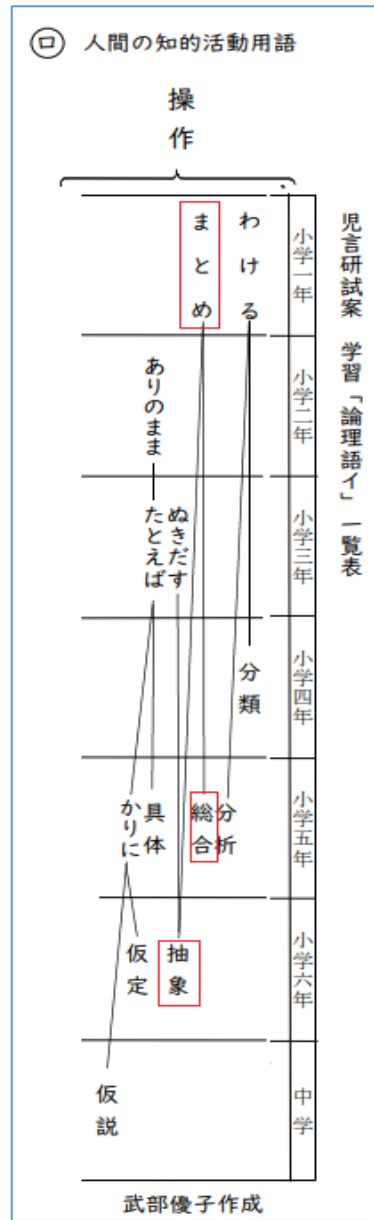 ㋺ 人間の知的活動用語
児言研試案 学習「論理語イ」一覧表
操作
小学一年
小学二年
小学三年
小学四年
小学五年
小学六年
中学
わける
まとめ
ありのまま
ぬきだす
たとえば
分類
分析
総合
具体
かりに
抽象
仮定
仮説
武部優子作成